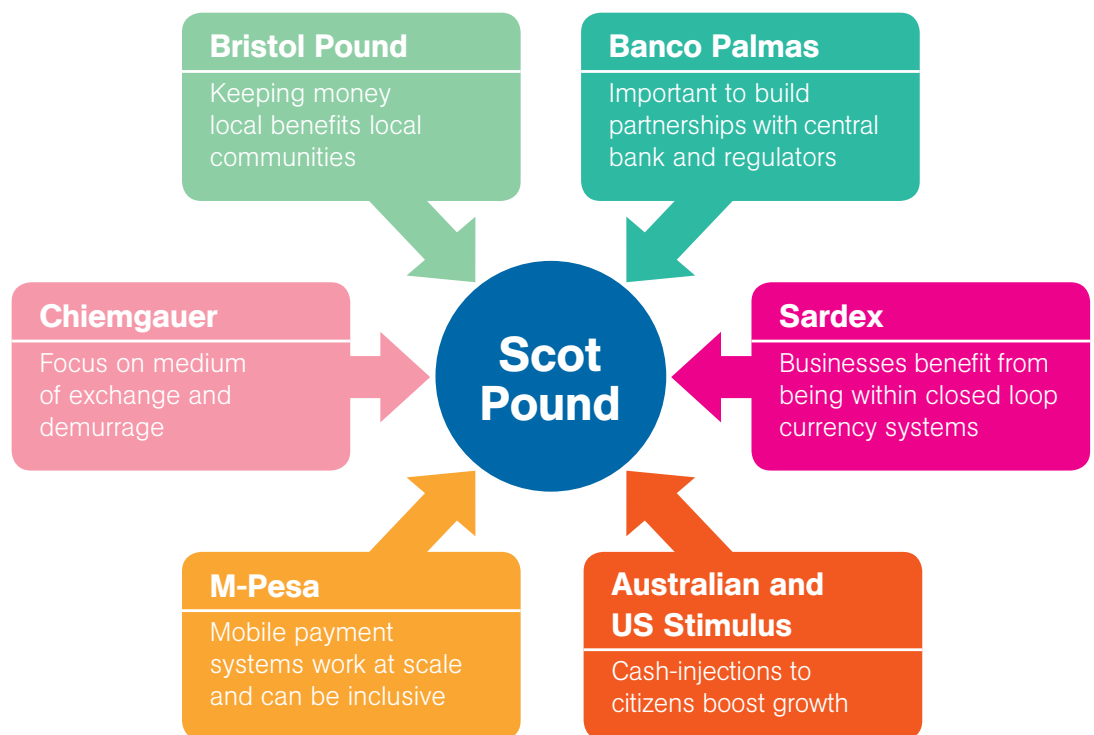 Bristol Pound
Keeping money
local benefits local
communities
Banco Palmas
Important to build
partnerships with central
bank and regulators
Chiemgauer
Focus on medium
of exchange and
demurrage
Scot
Pound
Sardex
Businesses benefit from
being within closed loop
currency systems
M-Pesa
Mobile payment
systems work at scale
and can be inclusive
Australian and
US Stimulus
Cash-injections to
citizens boost growth